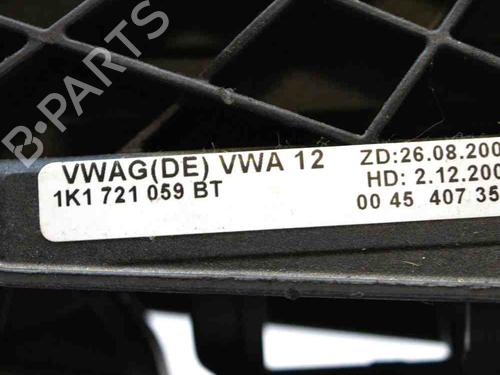 B-PARTS
VWAG(DE) VWA 12 ZD:26.08.200
1K1 721 059 BT HD: 2.12.200
00 45 407 35